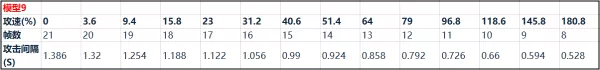 模型9
攻速(%) 0 3.6 9.4 15.8 23 31.2 40.6 51.4 64 79 96.8 118.6 145.8 180.8
帧数 21 20 19 18 17 16 15 14 13 12 11 10 9 8
攻击间隔
(S) 1.386 1.32 1.254 1.188 1.122 1.056 0.99 0.924 0.858 0.792 0.726 0.66 0.594 0.528